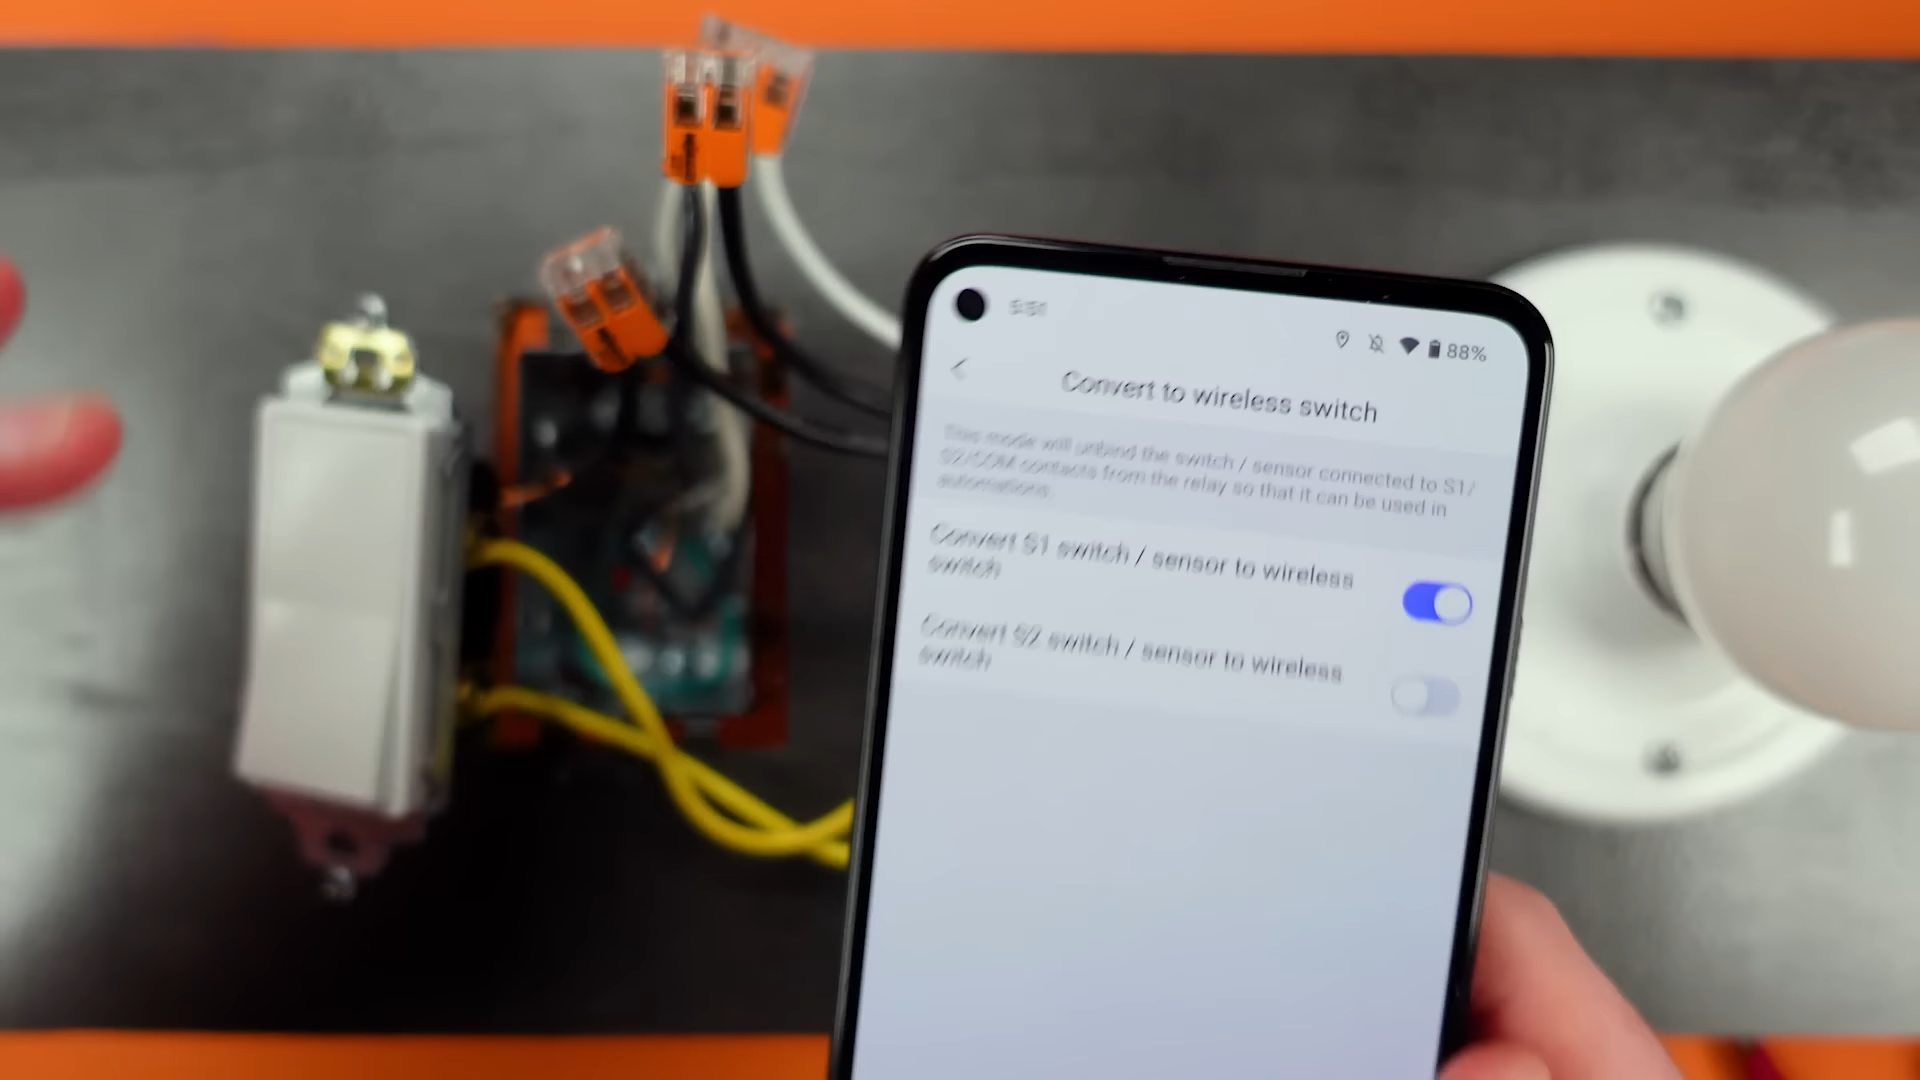 88%
Convert to wireless switch
This mode will unbind the switch / sensor connected to S1/
S2/COM contacts from the relay so that it can be used in
automations.
Convert S1 switch / sensor to wireless
switch
Convert S2 switch / sensor to wireless
switch